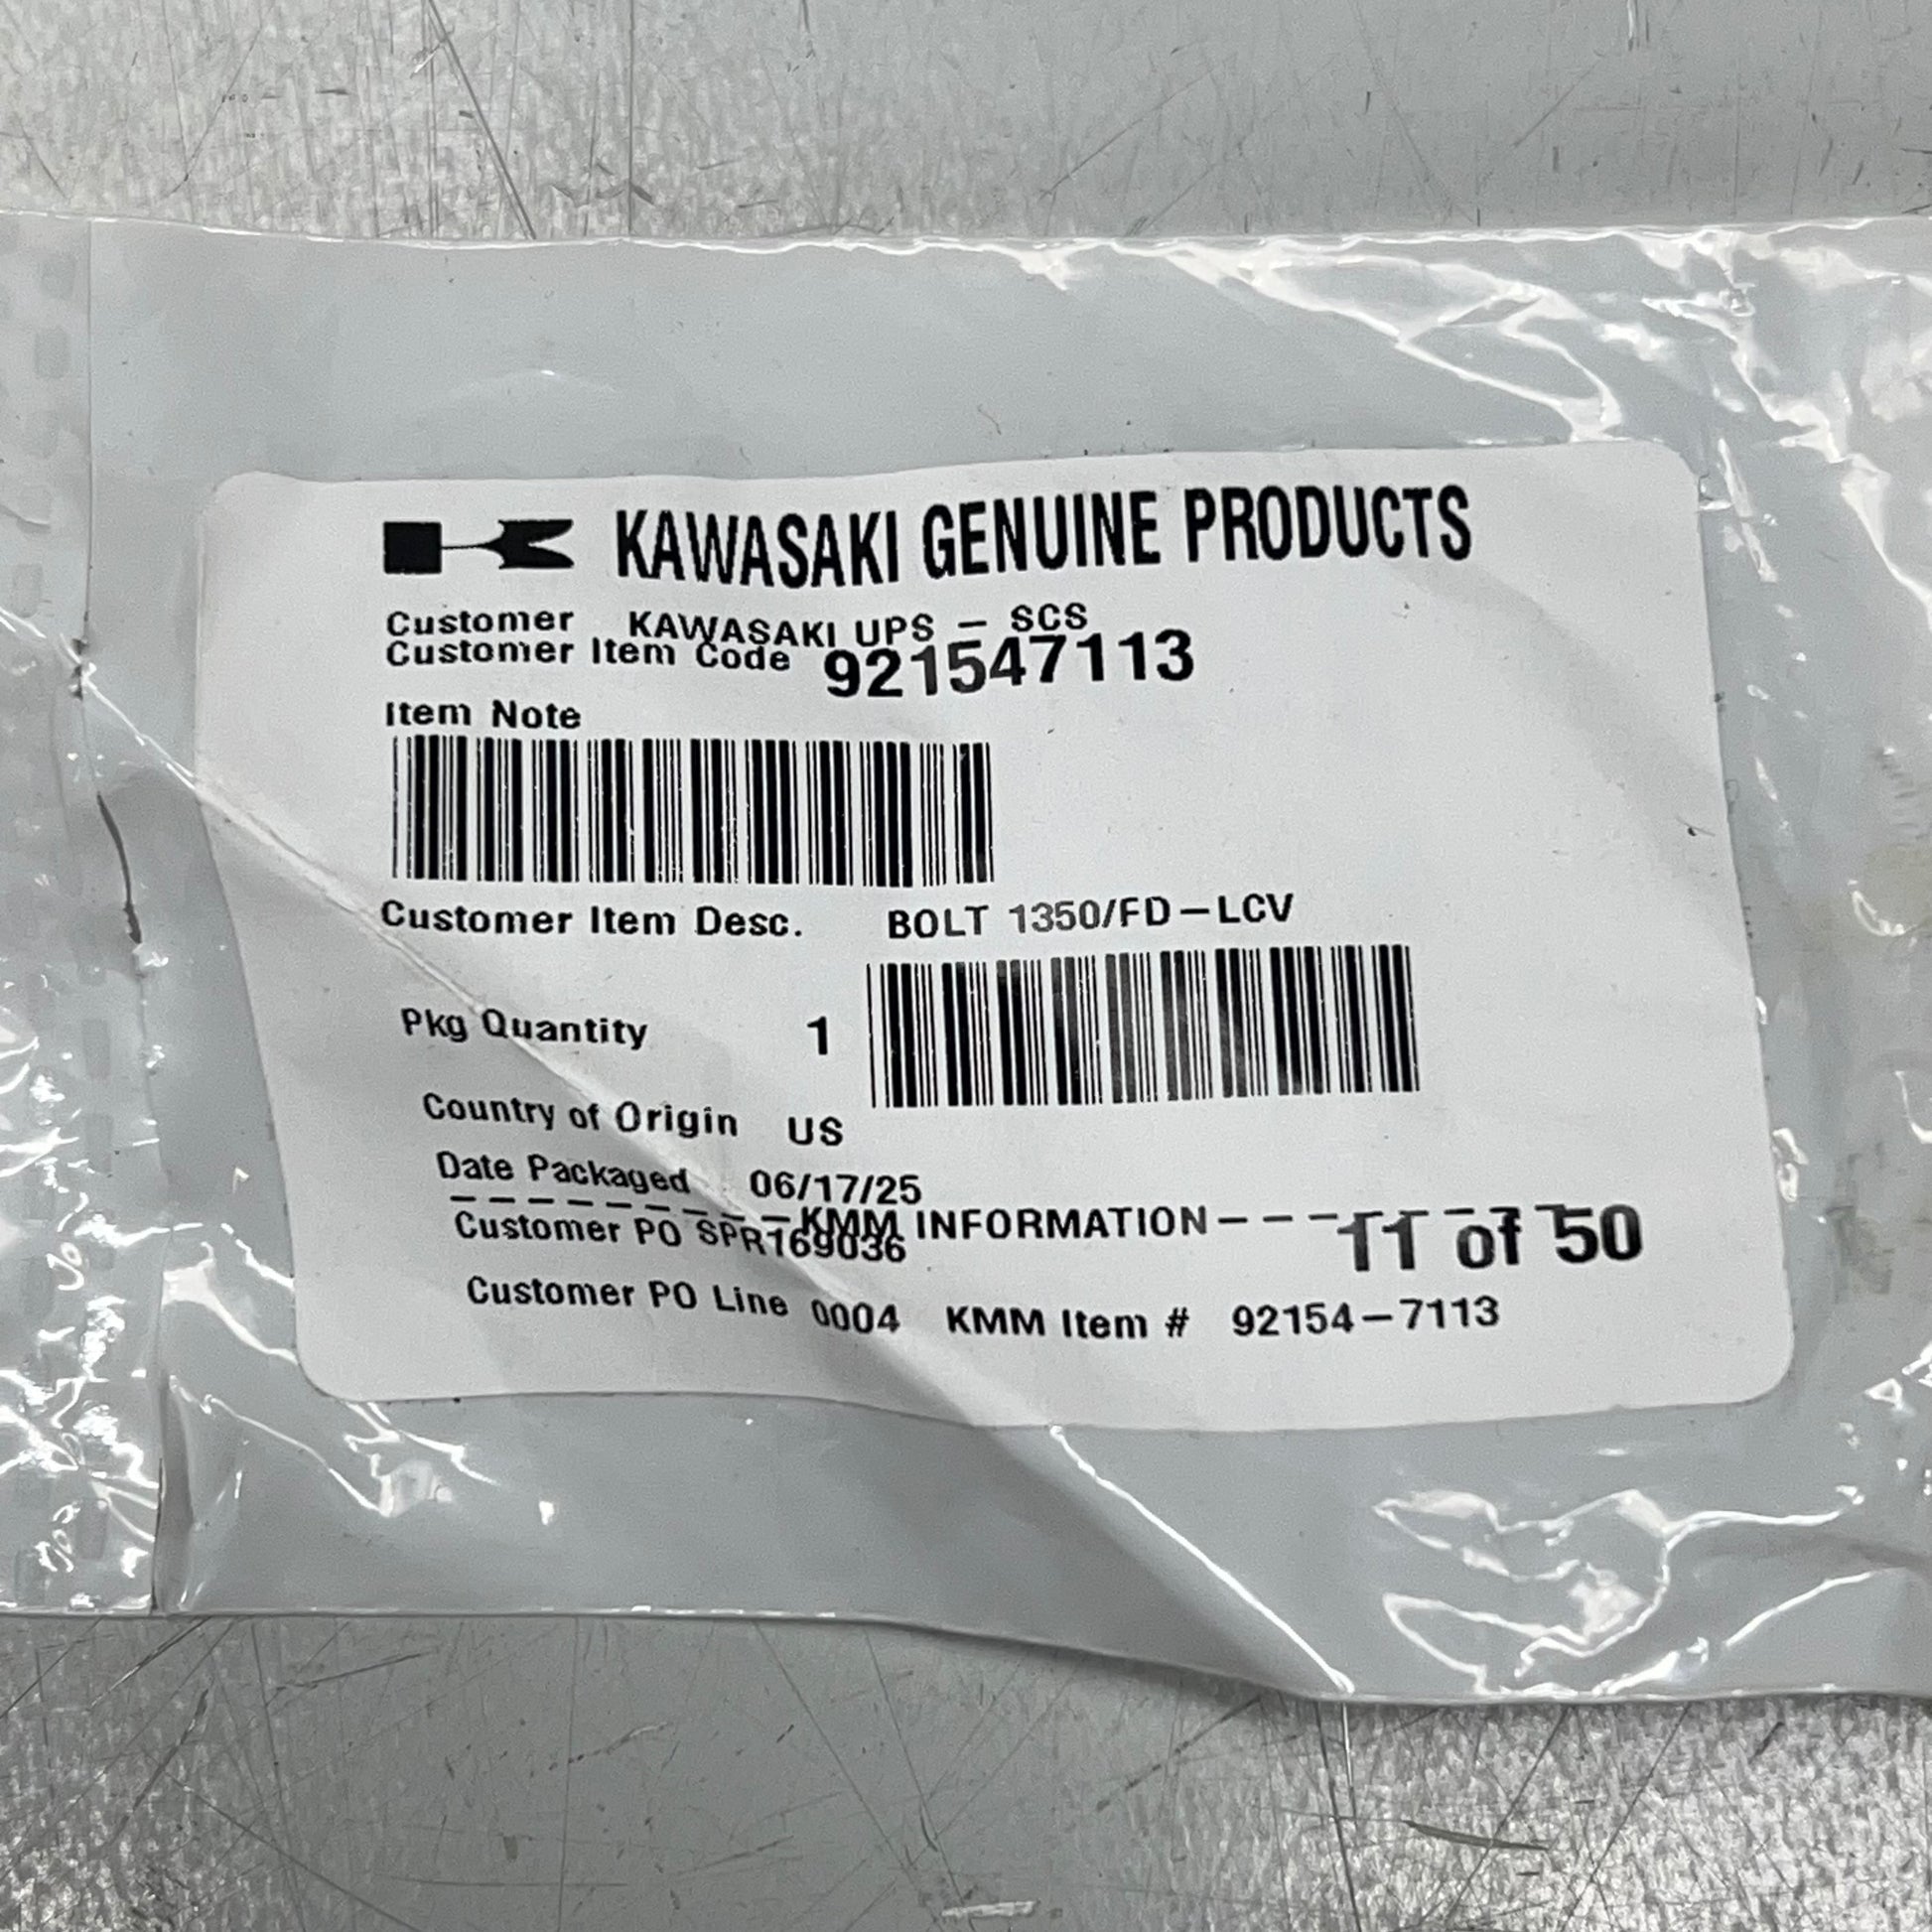 KAWASAKI GENUINE PRODUCTS
Customer KAWASAKI UPS - SCS
Customer Item Code 921547113
Item Note
Customer Item Desc. BOLT 1350/FD-LCV
Pkg Quantity 1
Country of Origin US
Date Packaged 06/17/25
---------KMM INFORMATION--------
Customer PO SPR169036 11 of 50
Customer PO Line 0004 KMM Item # 92154-7113